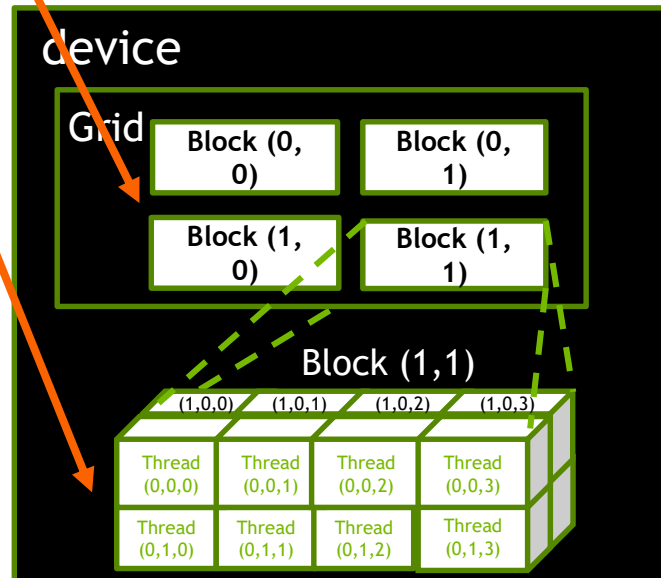 device
Grid
Block (0,
0)
Block (0,
1)
Block (1,
0)
Block (1,
1)
Block (1,1)
(1,0,0) (1,0,1) (1,0,2) (1,0,3)
Thread
(0,0,0)
Thread
(0,0,1)
Thread
(0,0,2)
Thread
(0,0,3)
Thread
(0,1,0)
Thread
(0,1,1)
Thread
(0,1,2)
Thread
(0,1,3)